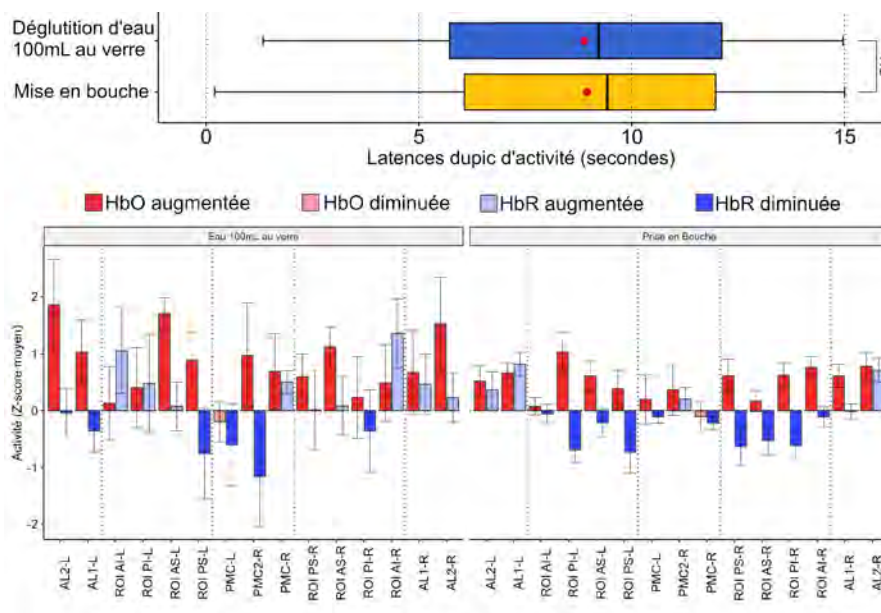 Déglutition d'eau
100mL au verre
Mise en bouche
0 5 10 15
Latences dupic d'activité (secondes)
HbO augmentée HbO diminuée HbR augmentée HbR diminuée
Eau 100mL au verre Prise en Bouche
Activité (Z-score moyen)
2
1
0
-1
-2
AL2-L AL1-L ROI AI-L ROI PI-L ROI AS-L ROI PS-L PMC-L PMC2-R PMC-R ROI PS-R ROI AS-R ROI PI-R ROI AI-R AL1-R AL2-R
AL2-L AL1-L ROI AI-L ROI PI-L ROI AS-L ROI PS-L PMC-L PMC2-R PMC-R ROI PS-R ROI AS-R ROI PI-R ROI AI-R AL1-R AL2-R